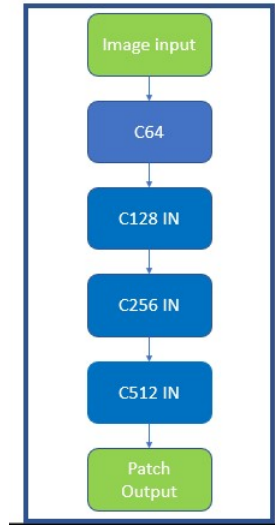 Image input
C64
C128 IN
C256 IN
C512 IN
Patch
Output